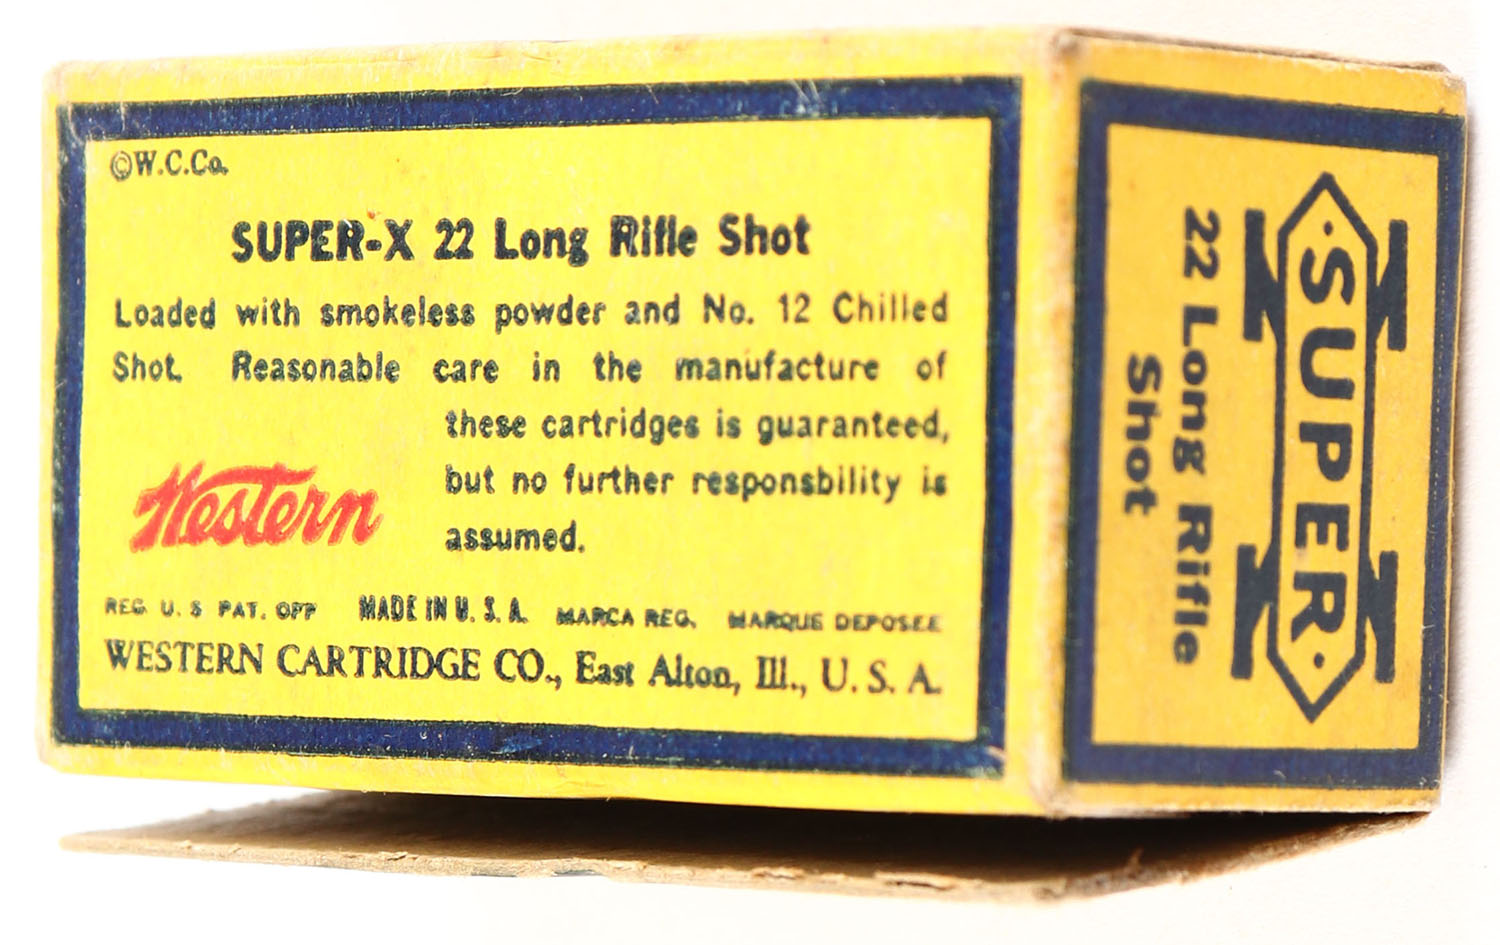 ©W.C.Co.
SUPER-X 22 Long Rifle Shot
Loaded with smokeless powder and No. 12 Chilled
Shot. Reasonable care in the manufacture of
these cartridges is guaranteed,
but no further responsbility is
assumed.
Western
REG. U. S. PAT. OFF. MADE IN U. S. A. MARCA REG. MARQUE DEPOSEE
WESTERN CARTRIDGE CO., East Alton, Ill., U. S. A.
·SUPER·
X
22 Long Rifle
Shot